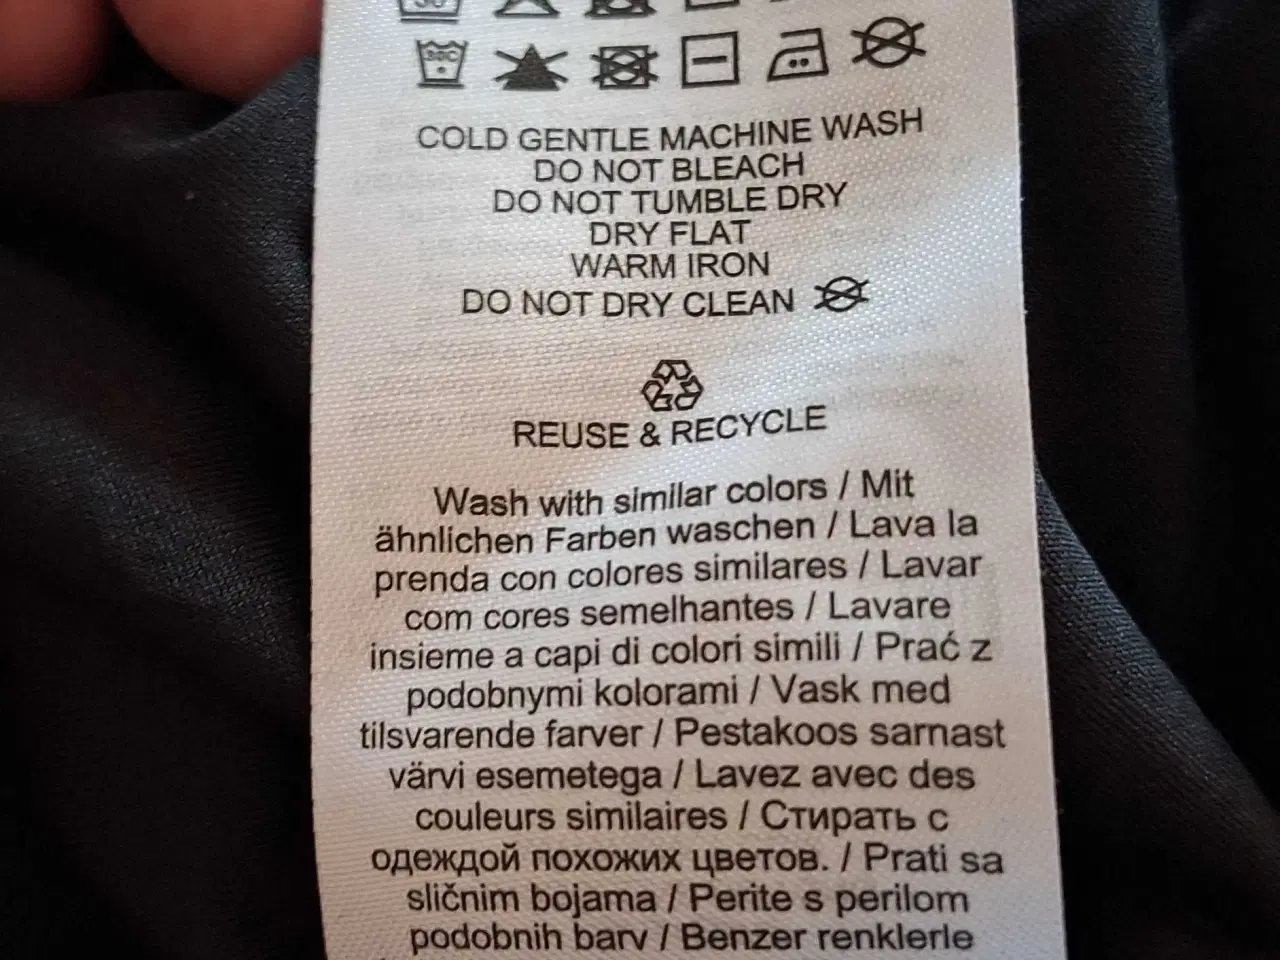 30C
COLD GENTLE MACHINE WASH
DO NOT BLEACH
DO NOT TUMBLE DRY
DRY FLAT
WARM IRON
DO NOT DRY CLEAN
REUSE & RECYCLE
Wash with similar colors / Mit
ähnlichen Farben waschen / Lava la
prenda con colores similares / Lavar
com cores semelhantes / Lavare
insieme a capi di colori simili / Prać z
podobnymi kolorami / Vask med
tilsvarende farver / Pestakoos sarnast
värvi esemetega / Lavez avec des
couleurs similaires / Стирать с
одеждой похожих цветов. / Prati sa
sličnim bojama / Perite s perilom
podobnih barv / Benzer renklerle